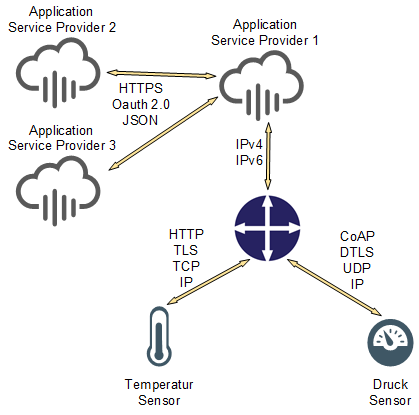 Application
Service Provider 2
Application
Service Provider 1
HTTPS
Oauth 2.0
JSON
Application
Service Provider 3
IPv4
IPv6
HTTP
TLS
TCP
IP
CoAP
DTLS
UDP
IP
Temperatur
Sensor
Druck
Sensor